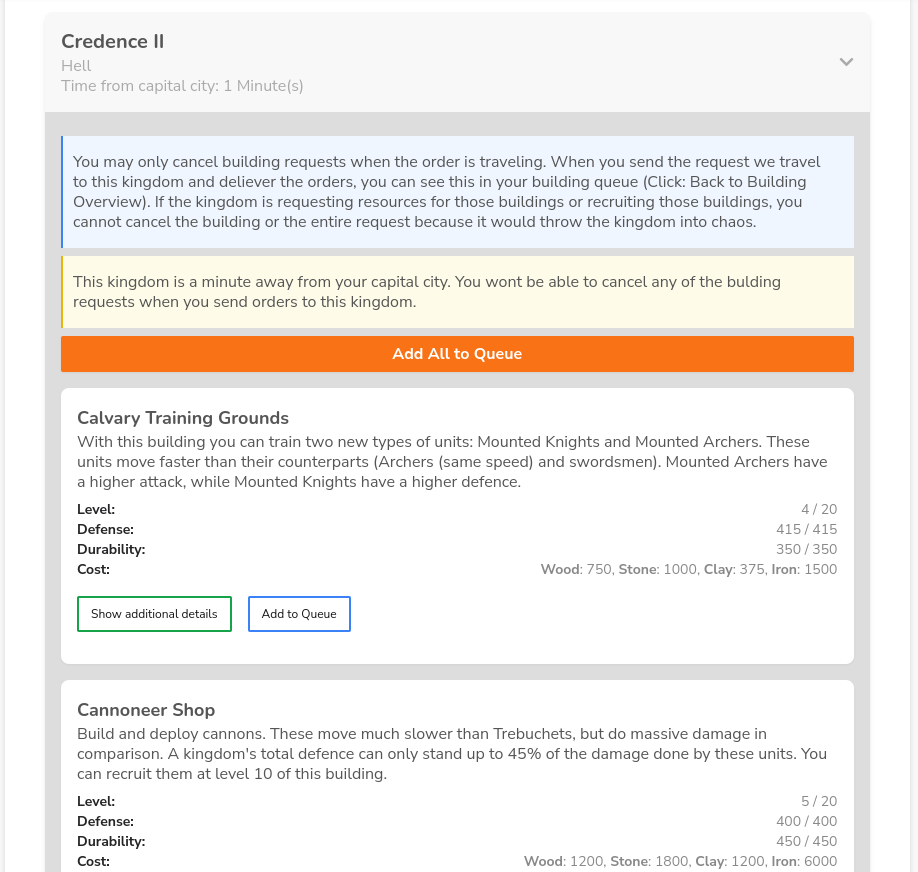 Credence II
Hell
Time from capital city: 1 Minute(s)
You may only cancel building requests when the order is traveling. When you send the request we travel
to this kingdom and deliever the orders, you can see this in your building queue (Click: Back to Building
Overview). If the kingdom is requesting resources for those buildings or recruiting those buildings, you
cannot cancel the building or the entire request because it would throw the kingdom into chaos.
This kingdom is a minute away from your capital city. You wont be able to cancel any of the bulding
requests when you send orders to this kingdom.
Add All to Queue
Calvary Training Grounds
With this building you can train two new types of units: Mounted Knights and Mounted Archers. These
units move faster than their counterparts (Archers (same speed) and swordsmen). Mounted Archers have
a higher attack, while Mounted Knights have a higher defence.
Level: 4 / 20
Defense: 415 / 415
Durability: 350 / 350
Cost: Wood: 750, Stone: 1000, Clay: 375, Iron: 1500
Show additional details Add to Queue
Cannoneer Shop
Build and deploy cannons. These move much slower than Trebuchets, but do massive damage in
comparison. A kingdom's total defence can only stand up to 45% of the damage done by these units. You
can recruit them at level 10 of this building.
Level: 5 / 20
Defense: 400 / 400
Durability: 450 / 450
Cost: Wood: 1200, Stone: 1800, Clay: 1200, Iron: 6000